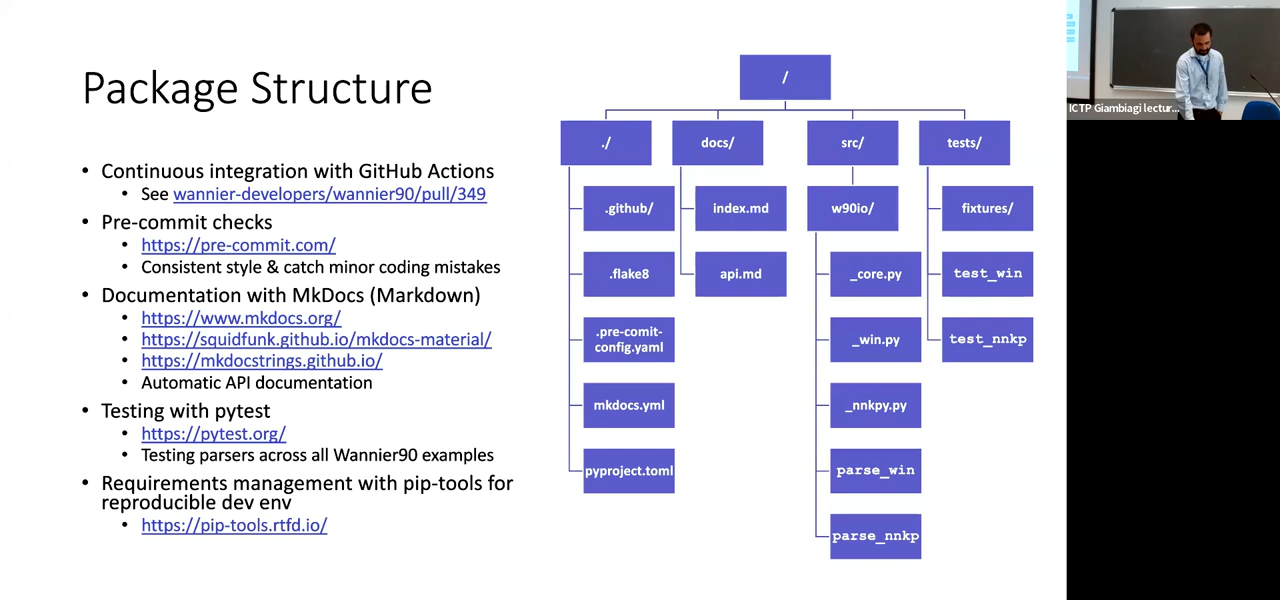 Package Structure
• Continuous integration with GitHub Actions
• See wannier-developers/wannier90/pull/349
• Pre-commit checks
• https://pre-commit.com/
• Consistent style & catch minor coding mistakes
• Documentation with MkDocs (Markdown)
• https://www.mkdocs.org/
• https://squidfunk.github.io/mkdocs-material/
• https://mkdocstrings.github.io/
• Automatic API documentation
• Testing with pytest
• https://pytest.org/
• Testing parsers across all Wannier90 examples
• Requirements management with pip-tools for
reproducible dev env
• https://pip-tools.rtfd.io/
/
./
docs/
src/
tests/
.github/
index.md
w90io/
fixtures/
.flake8
api.md
_core.py
test_win
.pre-comit-
config.yaml
_win.py
test_nnkp
mkdocs.yml
_nnkpy.py
pyproject.toml
parse_win
parse_nnkp
ICTP Giambiagi lectur...